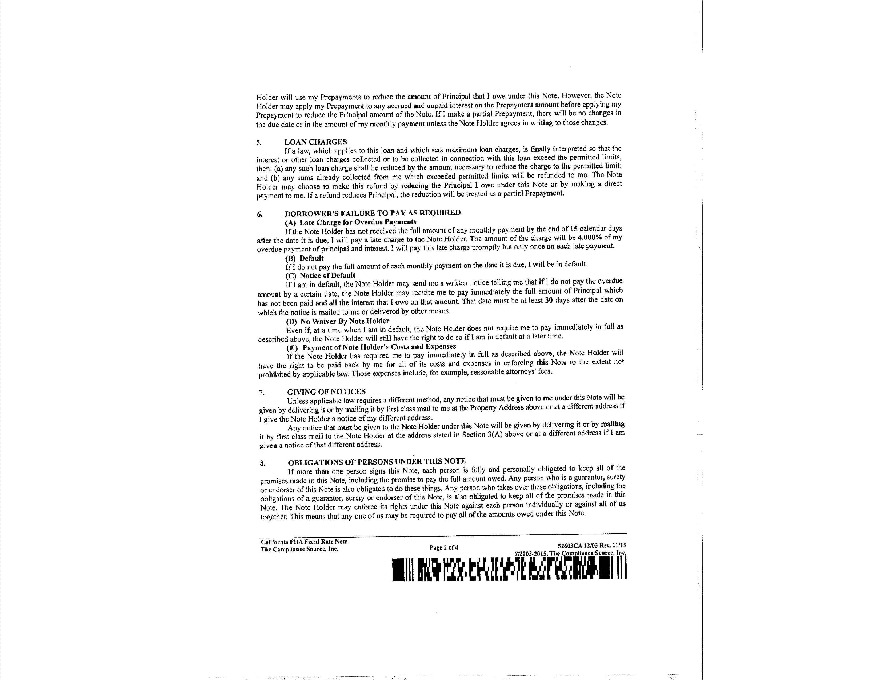 Holder will use my Prepayments to reduce the amount of Principal that I owe under this Note. However, the Note
Holder may apply my Prepayment to any accrued and unpaid interest on the Prepayment amount before applying my
Prepayment to reduce the Principal amount of the Note. If I make a partial Prepayment, there will be no changes in
the due date or in the amount of my monthly payment unless the Note Holder agrees in writing to those changes.
5. LOAN CHARGES
If a law, which applies to this loan and which sets maximum loan charges, is finally interpreted so that the
interest or other loan charges collected or to be collected in connection with this loan exceed the permitted limits,
then: (a) any such loan charge shall be reduced by the amount necessary to reduce the charge to the permitted limit;
and (b) any sums already collected from me which exceeded permitted limits will be refunded to me. The Note
Holder may choose to make this refund by reducing the Principal I owe under this Note or by making a direct
payment to me. If a refund reduces Principal, the reduction will be treated as a partial Prepayment.
6. BORROWER'S FAILURE TO PAY AS REQUIRED
(A) Late Charge for Overdue Payments
If the Note Holder has not received the full amount of any monthly payment by the end of 15 calendar days
after the date it is due, I will pay a late charge to the Note Holder. The amount of the charge will be 4.000% of my
overdue payment of principal and interest. I will pay this late charge promptly but only once on each late payment.
(B) Default
If I do not pay the full amount of each monthly payment on the date it is due, I will be in default.
(C) Notice of Default
If I am in default, the Note Holder may send me a written notice telling me that if I do not pay the overdue
amount by a certain date, the Note Holder may require me to pay immediately the full amount of Principal which
has not been paid and all the interest that I owe on that amount. That date must be at least 30 days after the date on
which the notice is mailed to me or delivered by other means.
(D) No Waiver By Note Holder
Even if, at a time when I am in default, the Note Holder does not require me to pay immediately in full as
described above, the Note Holder will still have the right to do so if I am in default at a later time.
(E) Payment of Note Holder's Costs and Expenses
If the Note Holder has required me to pay immediately in full as described above, the Note Holder will
have the right to be paid back by me for all of its costs and expenses in enforcing this Note to the extent not
prohibited by applicable law. Those expenses include, for example, reasonable attorneys' fees.
7. GIVING OF NOTICES
Unless applicable law requires a different method, any notice that must be given to me under this Note will be
given by delivering it or by mailing it by first class mail to me at the Property Address above or at a different address if
I give the Note Holder a notice of my different address.
Any notice that must be given to the Note Holder under this Note will be given by delivering it or by mailing
it by first class mail to the Note Holder at the address stated in Section 3(A) above or at a different address if I am
given a notice of that different address.
8. OBLIGATIONS OF PERSONS UNDER THIS NOTE
If more than one person signs this Note, each person is fully and personally obligated to keep all of the
promises made in this Note, including the promise to pay the full amount owed. Any person who is a guarantor, surety
or endorser of this Note is also obligated to do these things. Any person who takes over these obligations, including the
obligations of a guarantor, surety or endorser of this Note, is also obligated to keep all of the promises made in this
Note. The Note Holder may enforce its rights under this Note against each person individually or against all of us
together. This means that any one of us may be required to pay all of the amounts owed under this Note.
California FHA Fixed Rate Note
The Compliance Source, Inc.
Page 2 of 4
12/03 Rev. 11/15
The Compliance Source, Inc.